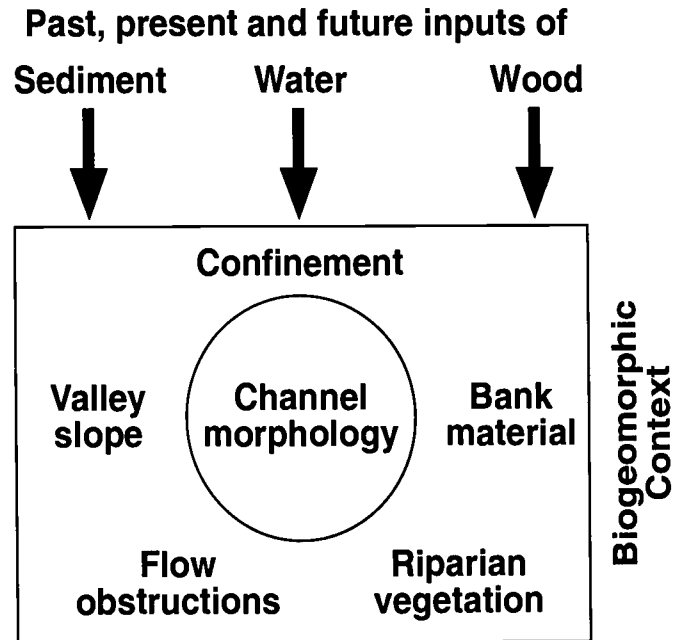 Past, present and future inputs of
Sediment Water Wood
Confinement
Valley
slope
Channel
morphology
Bank
material
Flow
obstructions
Riparian
vegetation
Biogeomorphic
Context